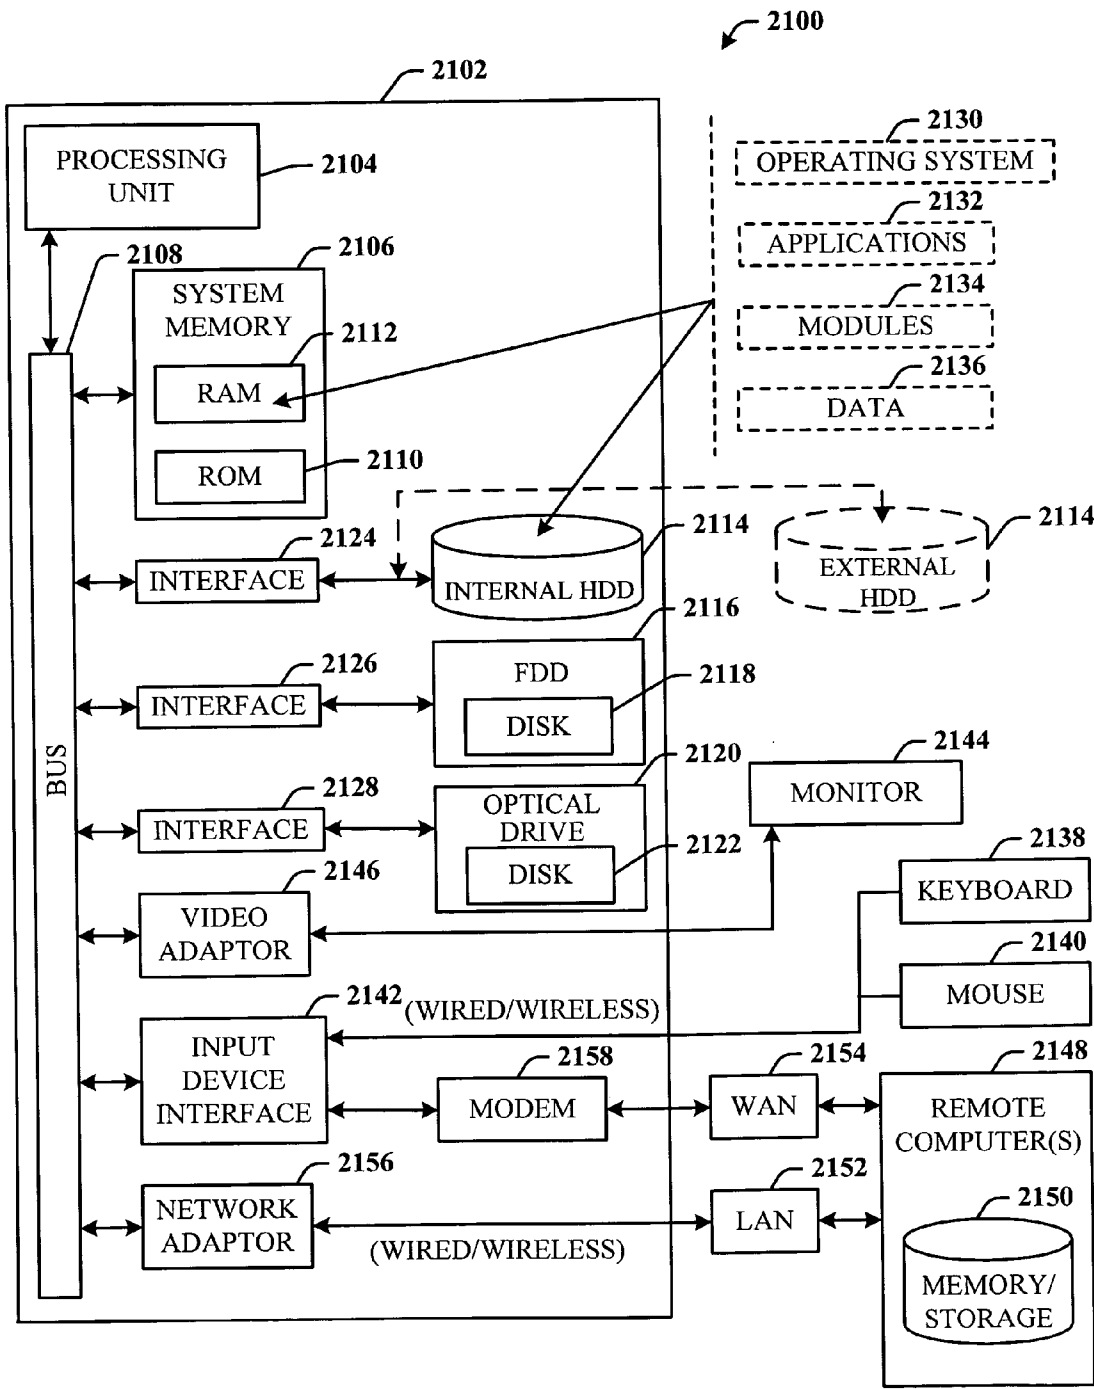 2100
2102
2130
PROCESSING
UNIT
2104
OPERATING SYSTEM
2132
APPLICATIONS
2108
2106
SYSTEM
MEMORY
2134
MODULES
2112
RAM
2136
DATA
2110
ROM
2124
INTERFACE
2114
INTERNAL HDD
2114
EXTERNAL
HDD
2116
FDD
2126
INTERFACE
2118
DISK
BUS
2120
OPTICAL
DRIVE
2144
MONITOR
2128
INTERFACE
2122
DISK
2138
KEYBOARD
2146
VIDEO
ADAPTOR
2140
MOUSE
2142
(WIRED/WIRELESS)
INPUT
DEVICE
INTERFACE
2158
MODEM
2154
WAN
2148
REMOTE
COMPUTER(S)
2156
NETWORK
ADAPTOR
(WIRED/WIRELESS)
2152
LAN
2150
MEMORY/
STORAGE